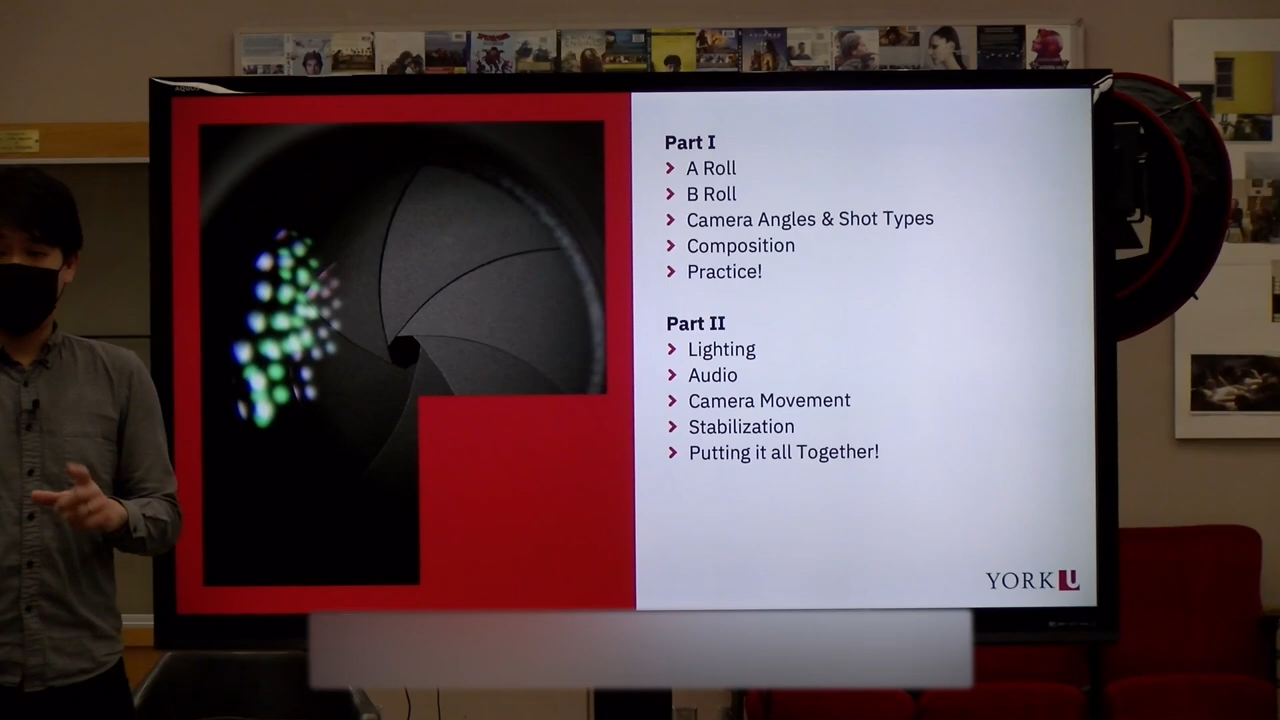 AQUOS
Part I
A Roll
B Roll
Camera Angles & Shot Types
Composition
Practice!
Part II
Lighting
Audio
Camera Movement
Stabilization
Putting it all Together!
YORK U